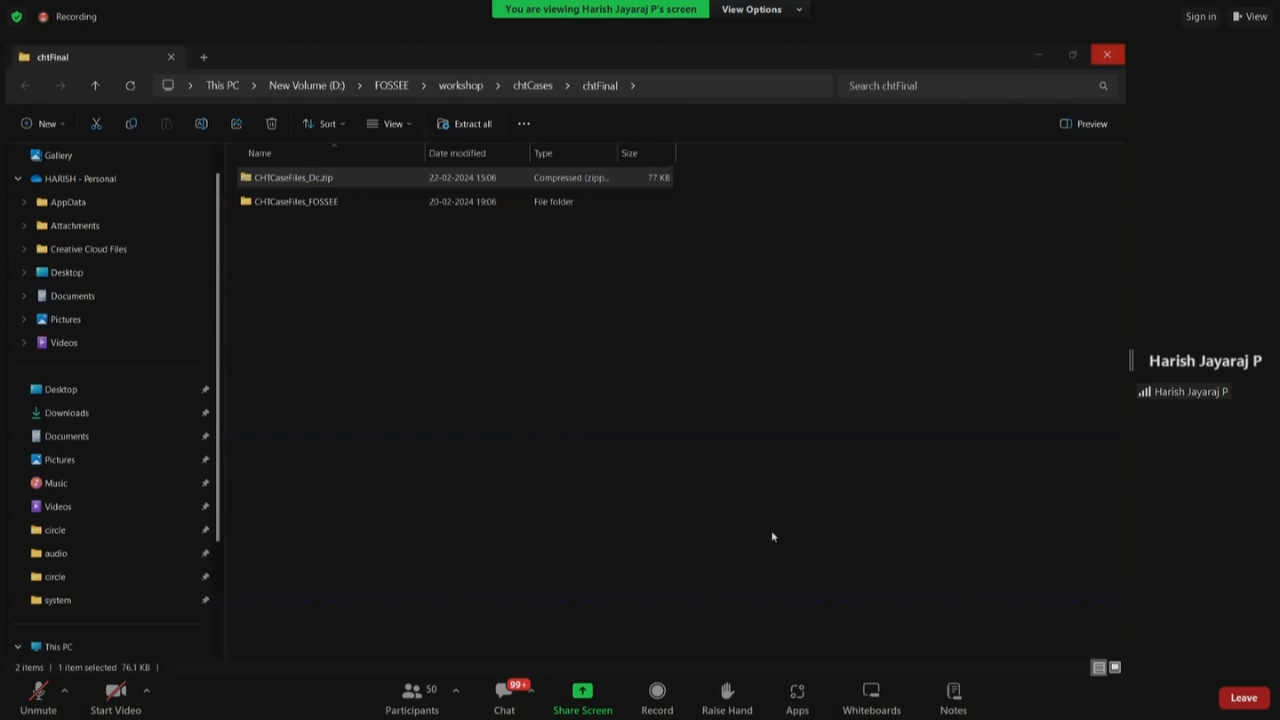 Recording
You are viewing Harish Jayaraj P's screen
View Options
Sign in
View
chtFinal
This PC
New Volume (D:)
FOSSEE
workshop
chtCases
chtFinal
Search chtFinal
New
Sort
View
Extract all
Preview
Gallery
HARISH - Personal
AppData
Attachments
Creative Cloud Files
Desktop
Documents
Pictures
Videos
Desktop
Downloads
Documents
Pictures
Music
Videos
circle
audio
circle
system
This PC
Name Date modified Type Size
CHTCaseFiles_Dc.zip 22-02-2024 15:06 Compressed (zipp... 77 KB
CHTCaseFiles_FOSSEE 20-02-2024 19:06 File folder
Harish Jayaraj P
Harish Jayaraj P
2 items | 1 item selected 76.1 KB |
Unmute
Start Video
50
Participants
99+
Chat
Share Screen
Record
Raise Hand
Apps
Whiteboards
Notes
Leave